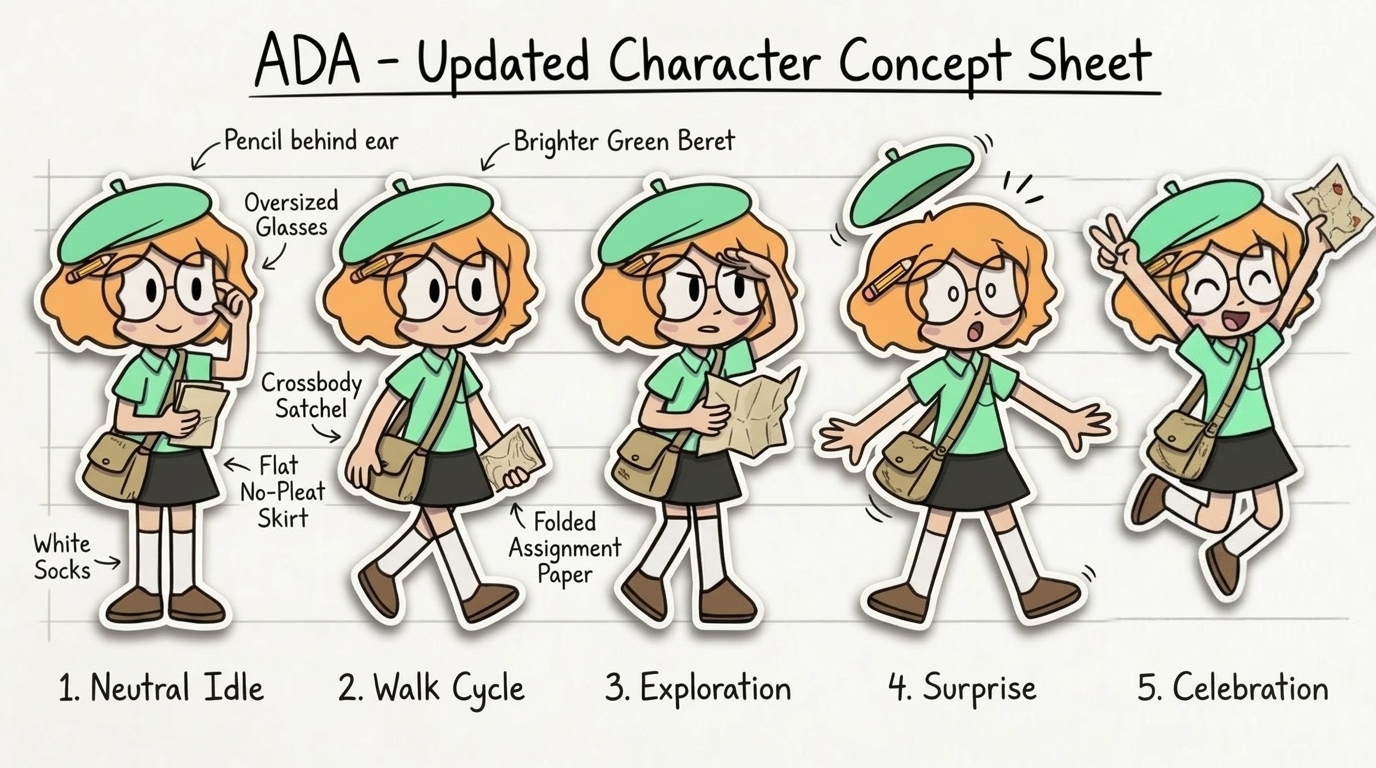 ADA - Updated Character Concept Sheet
Pencil behind ear
Brighter Green Beret
Oversized
Glasses
Crossbody
Satchel
Flat
No-Pleat
Skirt
White
Socks
Folded
Assignment
Paper
1. Neutral Idle
2. Walk Cycle
3. Exploration
4. Surprise
5. Celebration